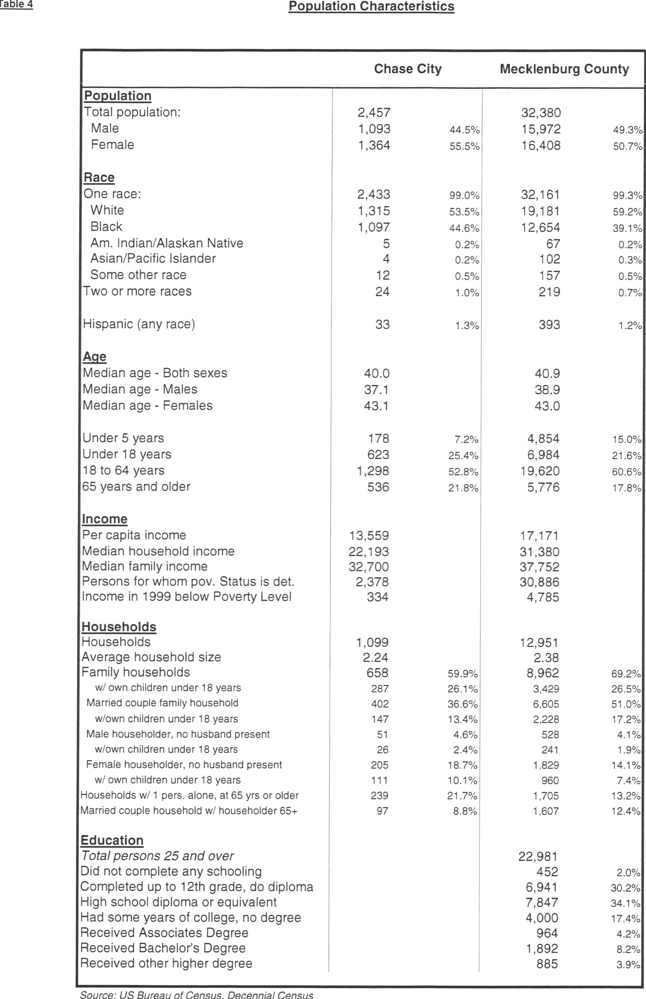 Table 4
Population Characteristics
Chase City Mecklenburg County
Population
Total population: 2,457 32,380
Male 1,093 44.5% 15,972 49.3%
Female 1,364 55.5% 16,408 50.7%
Race
One race: 2,433 99.0% 32,161 99.3%
White 1,315 53.5% 19,181 59.2%
Black 1,097 44.6% 12,654 39.1%
Am. Indian/Alaskan Native 5 0.2% 67 0.2%
Asian/Pacific Islander 4 0.2% 102 0.3%
Some other race 12 0.5% 157 0.5%
Two or more races 24 1.0% 219 0.7%
Hispanic (any race) 33 1.3% 393 1.2%
Age
Median age - Both sexes 40.0 40.9
Median age - Males 37.1 38.9
Median age - Females 43.1 43.0
Under 5 years 178 7.2% 4,854 15.0%
Under 18 years 623 25.4% 6,984 21.6%
18 to 64 years 1,298 52.8% 19,620 60.6%
65 years and older 536 21.8% 5,776 17.8%
Income
Per capita income 13,559 17,171
Median household income 22,193 31,380
Median family income 32,700 37,752
Persons for whom pov. Status is det. 2,378 30,886
Income in 1999 below Poverty Level 334 4,785
Households
Households 1,099 12,951
Average household size 2.24 2.38
Family households 658 59.9% 8,962 69.2%
w/ own children under 18 years 287 26.1% 3,429 26.5%
Married couple family household 402 36.6% 6,605 51.0%
w/own children under 18 years 147 13.4% 2,228 17.2%
Male householder, no husband present 51 4.6% 528 4.1%
w/own children under 18 years 26 2.4% 241 1.9%
Female householder, no husband present 205 18.7% 1,829 14.1%
w/ own children under 18 years 111 10.1% 960 7.4%
Households w/ 1 pers. alone, at 65 yrs or older 239 21.7% 1,705 13.2%
Married couple household w/ householder 65+ 97 8.8% 1,607 12.4%
Education
Total persons 25 and over 22,981
Did not complete any schooling 452 2.0%
Completed up to 12th grade, do diploma 6,941 30.2%
High school diploma or equivalent 7,847 34.1%
Had some years of college, no degree 4,000 17.4%
Received Associates Degree 964 4.2%
Received Bachelor's Degree 1,892 8.2%
Received other higher degree 885 3.9%
Source: US Bureau of Census, Decennial Census